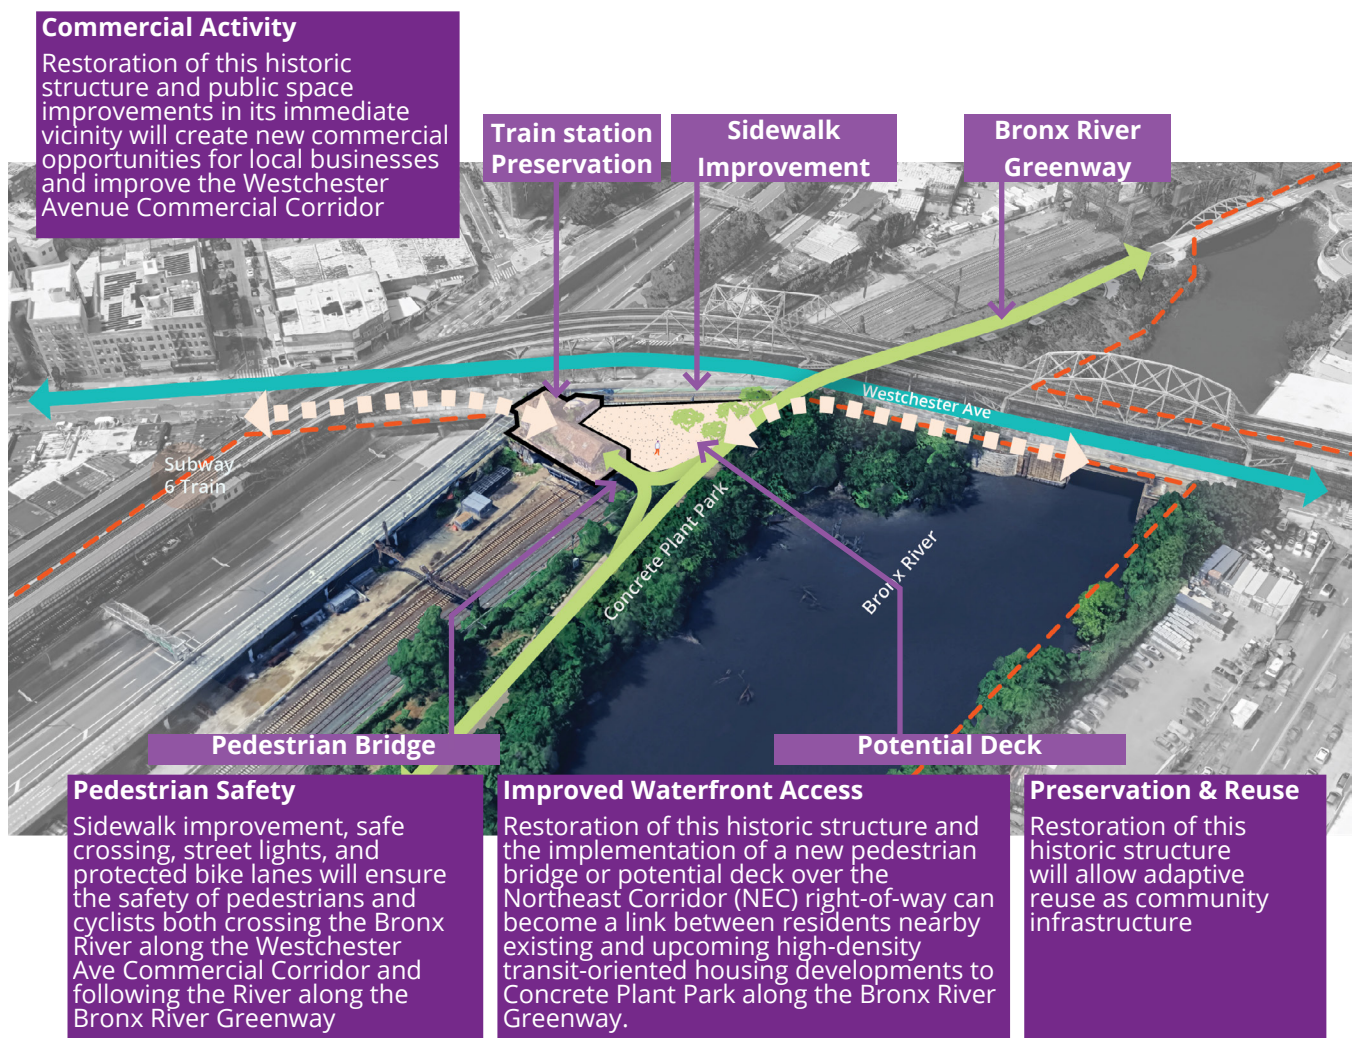 Commercial Activity
Restoration of this historic
structure and public space
improvements in its immediate
vicinity will create new commercial
opportunities for local businesses
and improve the Westchester
Avenue Commercial Corridor
Train station
Preservation
Sidewalk
Improvement
Bronx River
Greenway
Westchester Ave
Subway
6 Train
Concrete Plant Park
Bronx River
Pedestrian Bridge
Potential Deck
Pedestrian Safety
Sidewalk improvement, safe
crossing, street lights, and
protected bike lanes will ensure
the safety of pedestrians and
cyclists both crossing the Bronx
River along the Westchester
Ave Commercial Corridor and
following the River along the
Bronx River Greenway
Improved Waterfront Access
Restoration of this historic structure and
the implementation of a new pedestrian
bridge or potential deck over the
Northeast Corridor (NEC) right-of-way can
become a link between residents nearby
existing and upcoming high-density
transit-oriented housing developments to
Concrete Plant Park along the Bronx River
Greenway.
Preservation & Reuse
Restoration of this
historic structure
will allow adaptive
reuse as community
infrastructure